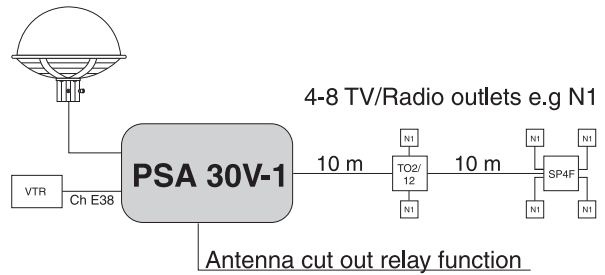 4-8 TV/Radio outlets e.g N1
N1
N1
N1
PSA 30V-1
10 m
TO2/
12
10 m
SP4F
VTR
Ch E38
N1
N1
N1
Antenna cut out relay function